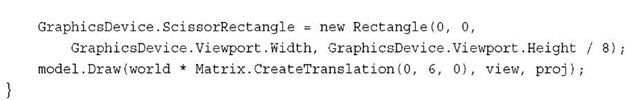 GraphicsDevice.ScissorRectangle = new Rectangle(0, 0,
GraphicsDevice.Viewport.Width, GraphicsDevice.Viewport.Height / 8);
model.Draw(world * Matrix.CreateTranslation(0, 6, 0), view, proj);
}